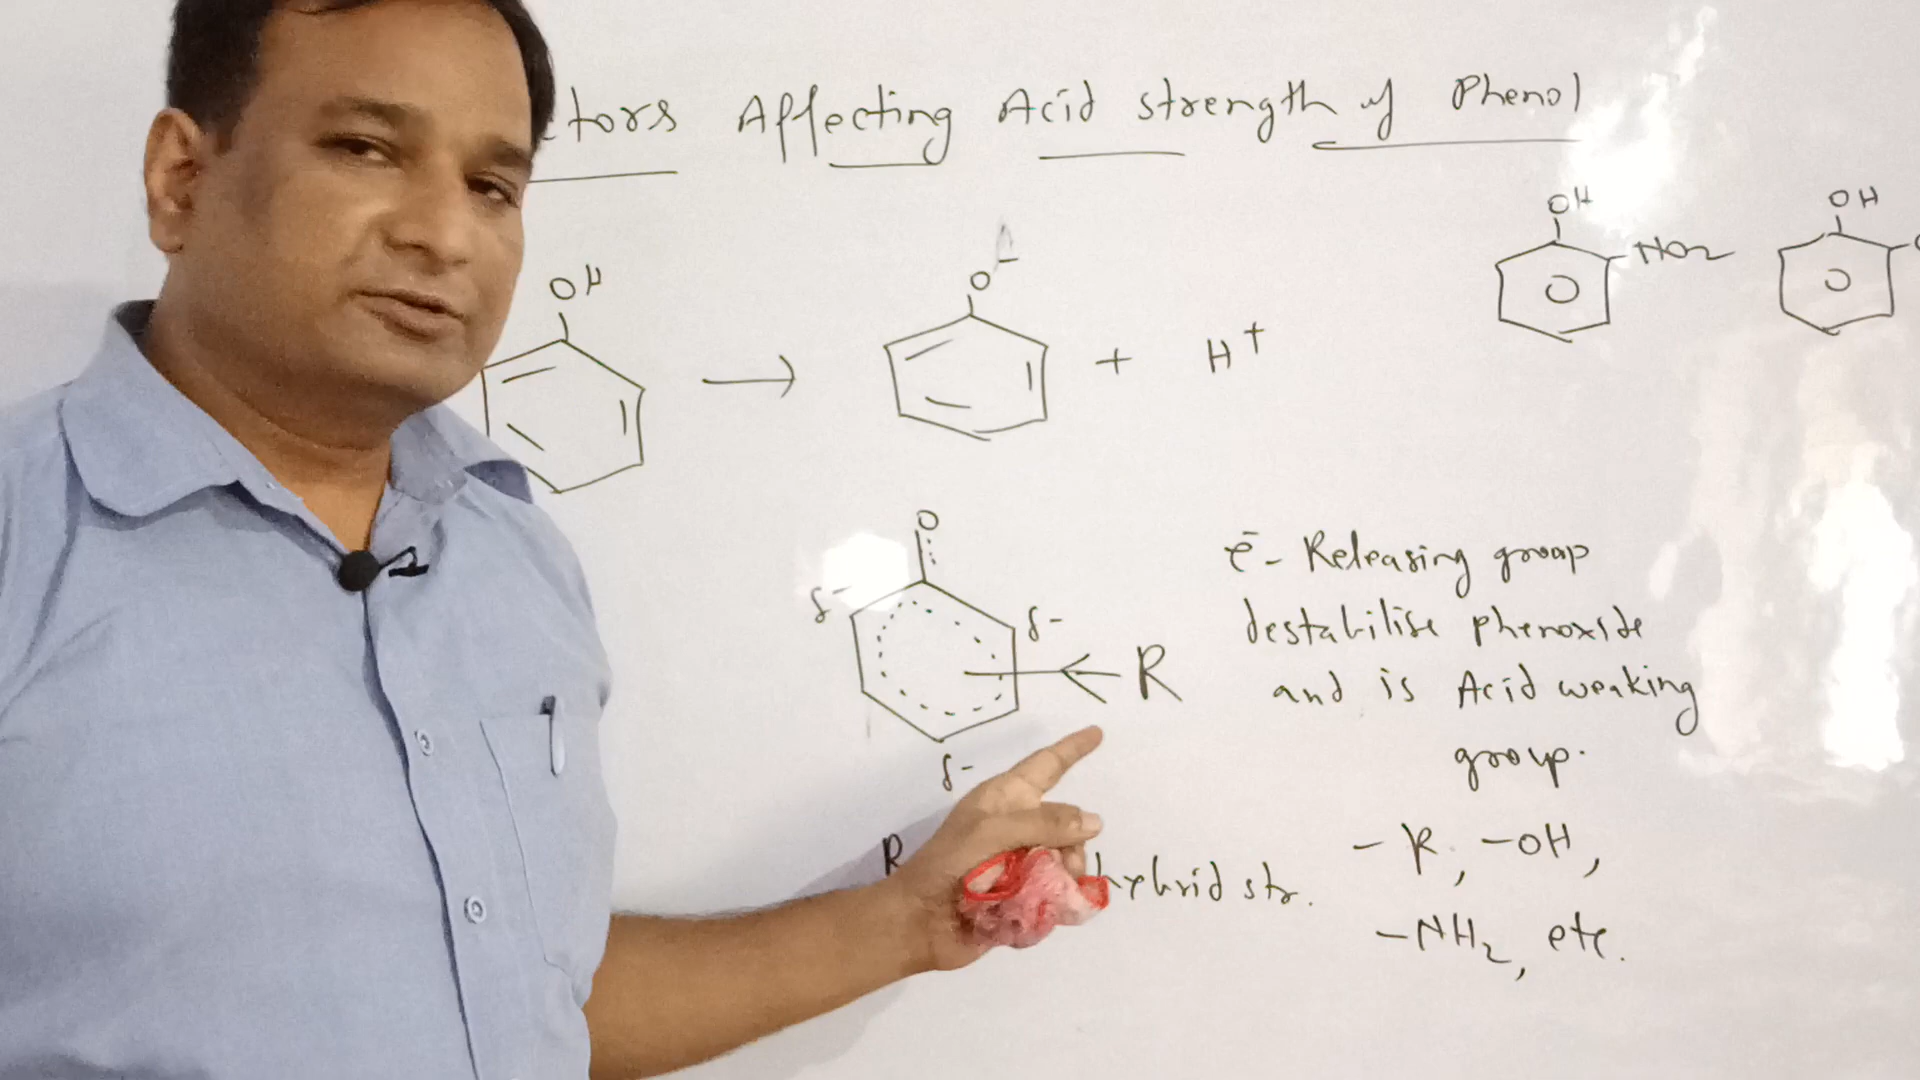 tors Affecting Acid strength of Phenol
OH
NO2
OH
OH
O-
+ H+
O
δ-
δ-
R
δ-
R
hybrid str.
e- - Releasing group
destabilise phenoxide
and is Acid weaking
group.
- R, -OH,
-NH2, etc.